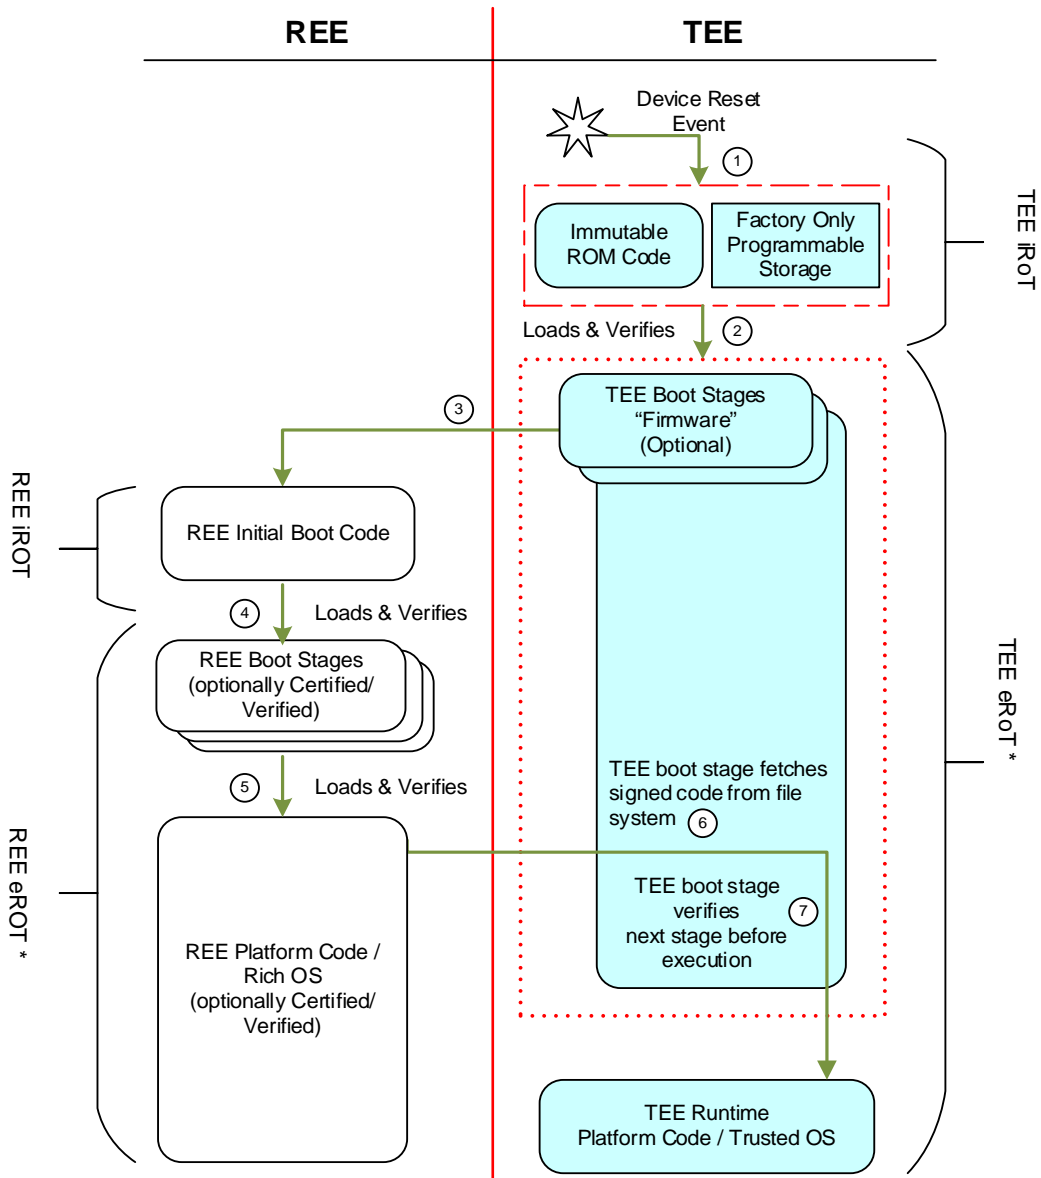 REE
TEE
Device Reset
Event
1
Immutable
ROM Code
Factory Only
Programmable
Storage
TEE iRoT
Loads & Verifies
2
TEE Boot Stages
“Firmware”
(Optional)
3
REE iROT
REE Initial Boot Code
4
Loads & Verifies
REE Boot Stages
(optionally Certified/
Verified)
5
Loads & Verifies
TEE eRoT *
TEE boot stage fetches
signed code from file
system
6
TEE boot stage
verifies
next stage before
execution
7
REE eROT *
REE Platform Code /
Rich OS
(optionally Certified/
Verified)
TEE Runtime
Platform Code / Trusted OS